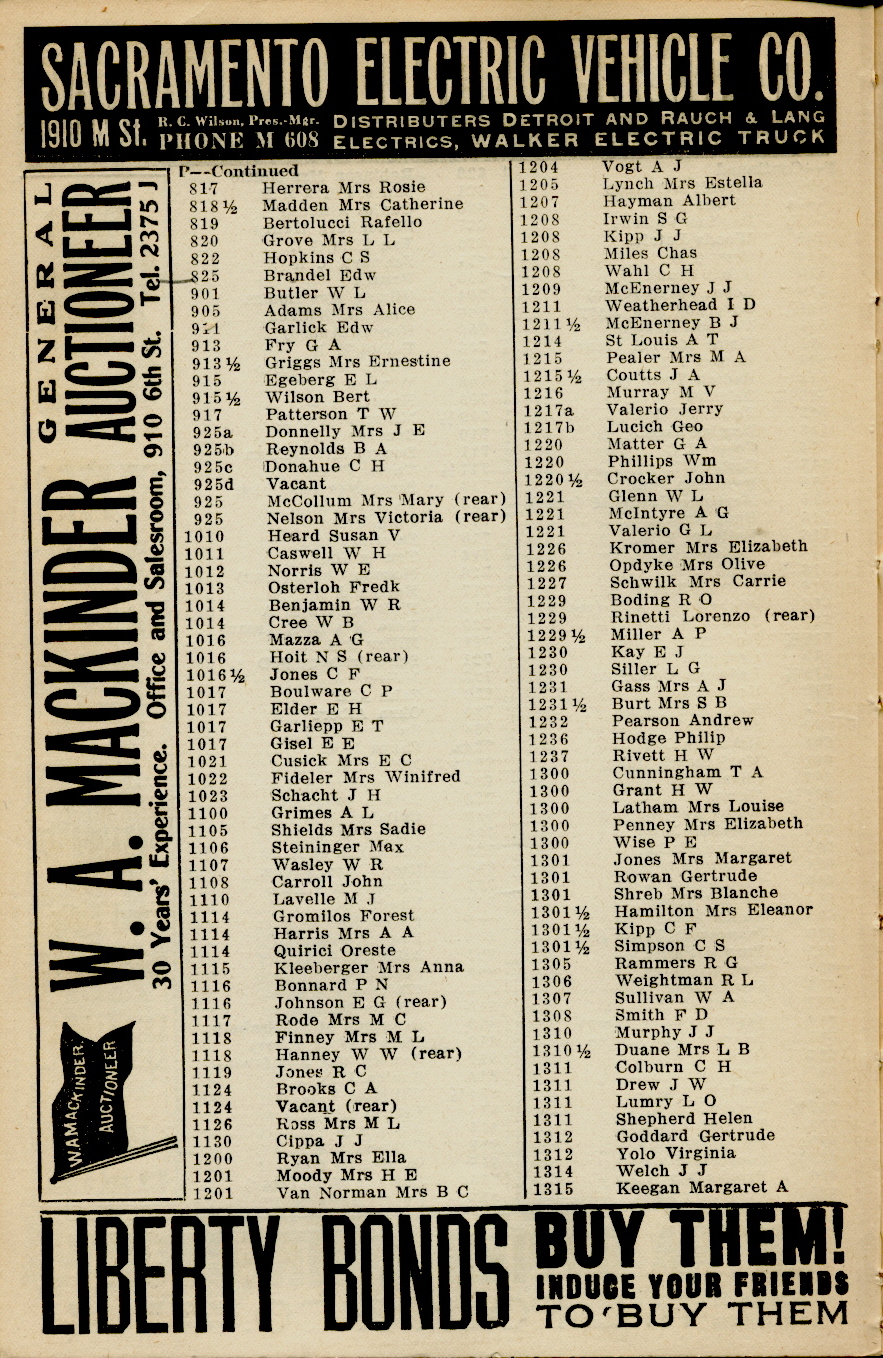 SACRAMENTO ELECTRIC VEHICLE CO.
1910 M St. R. C. Wilson, Pres.-Mgr. PHONE M 608
DISTRIBUTERS DETROIT AND RAUCH & LANG
ELECTRICS, WALKER ELECTRIC TRUCK
GENERAL
W. A. MACKINDER AUCTIONEER
30 Years' Experience. Office and Salesroom, 910 6th St. Tel. 2375 J
W.A.MACKINDER.
AUCTIONEER
P--Continued
817 Herrera Mrs Rosie
818½ Madden Mrs Catherine
819 Bertolucci Rafello
820 Grove Mrs L L
822 Hopkins C S
825 Brandel Edw
901 Butler W L
905 Adams Mrs Alice
911 Garlick Edw
913 Fry G A
913½ Griggs Mrs Ernestine
915 Egeberg E L
915½ Wilson Bert
917 Patterson T W
925a Donnelly Mrs J E
925b Reynolds B A
925c Donahue C H
925d Vacant
925 McCollum Mrs Mary (rear)
925 Nelson Mrs Victoria (rear)
1010 Heard Susan V
1011 Caswell W H
1012 Norris W E
1013 Osterloh Fredk
1014 Benjamin W R
1014 Cree W B
1016 Mazza A G
1016 Hoit N S (rear)
1016½ Jones C F
1017 Boulware C P
1017 Elder E H
1017 Garliepp E T
1017 Gisel E E
1021 Cusick Mrs E C
1022 Fideler Mrs Winifred
1023 Schacht J H
1100 Grimes A L
1105 Shields Mrs Sadie
1106 Steininger Max
1107 Wasley W R
1108 Carroll John
1110 Lavelle M J
1114 Gromilos Forest
1114 Harris Mrs A A
1114 Quirici Oreste
1115 Kleeberger Mrs Anna
1116 Bonnard P N
1116 Johnson E G (rear)
1117 Rode Mrs M C
1118 Finney Mrs M L
1118 Hanney W W (rear)
1119 Jones R C
1124 Brooks C A
1124 Vacant (rear)
1126 Ross Mrs M L
1130 Cippa J J
1200 Ryan Mrs Ella
1201 Moody Mrs H E
1201 Van Norman Mrs B C
1204 Vogt A J
1205 Lynch Mrs Estella
1207 Hayman Albert
1208 Irwin S G
1208 Kipp J J
1208 Miles Chas
1208 Wahl C H
1209 McEnerney J J
1211 Weatherhead I D
1211½ McEnerney B J
1214 St Louis A T
1215 Pealer Mrs M A
1215½ Coutts J A
1216 Murray M V
1217a Valerio Jerry
1217b Lucich Geo
1220 Matter G A
1220 Phillips Wm
1220½ Crocker John
1221 Glenn W L
1221 McIntyre A G
1221 Valerio G L
1226 Kromer Mrs Elizabeth
1226 Opdyke Mrs Olive
1227 Schwilk Mrs Carrie
1229 Boding R O
1229 Rinetti Lorenzo (rear)
1229½ Miller A P
1230 Kay E J
1230 Siller L G
1231 Gass Mrs A J
1231½ Burt Mrs S B
1232 Pearson Andrew
1236 Hodge Philip
1237 Rivett H W
1300 Cunningham T A
1300 Grant H W
1300 Latham Mrs Louise
1300 Penney Mrs Elizabeth
1300 Wise P E
1301 Jones Mrs Margaret
1301 Rowan Gertrude
1301 Shreb Mrs Blanche
1301½ Hamilton Mrs Eleanor
1301½ Kipp C F
1301½ Simpson C S
1305 Rammers R G
1306 Weightman R L
1307 Sullivan W A
1308 Smith F D
1310 Murphy J J
1310½ Duane Mrs L B
1311 Colburn C H
1311 Drew J W
1311 Lumry L O
1311 Shepherd Helen
1312 Goddard Gertrude
1312 Yolo Virginia
1314 Welch J J
1315 Keegan Margaret A
LIBERTY BONDS
BUY THEM!
INDUCE YOUR FRIENDS
TO BUY THEM